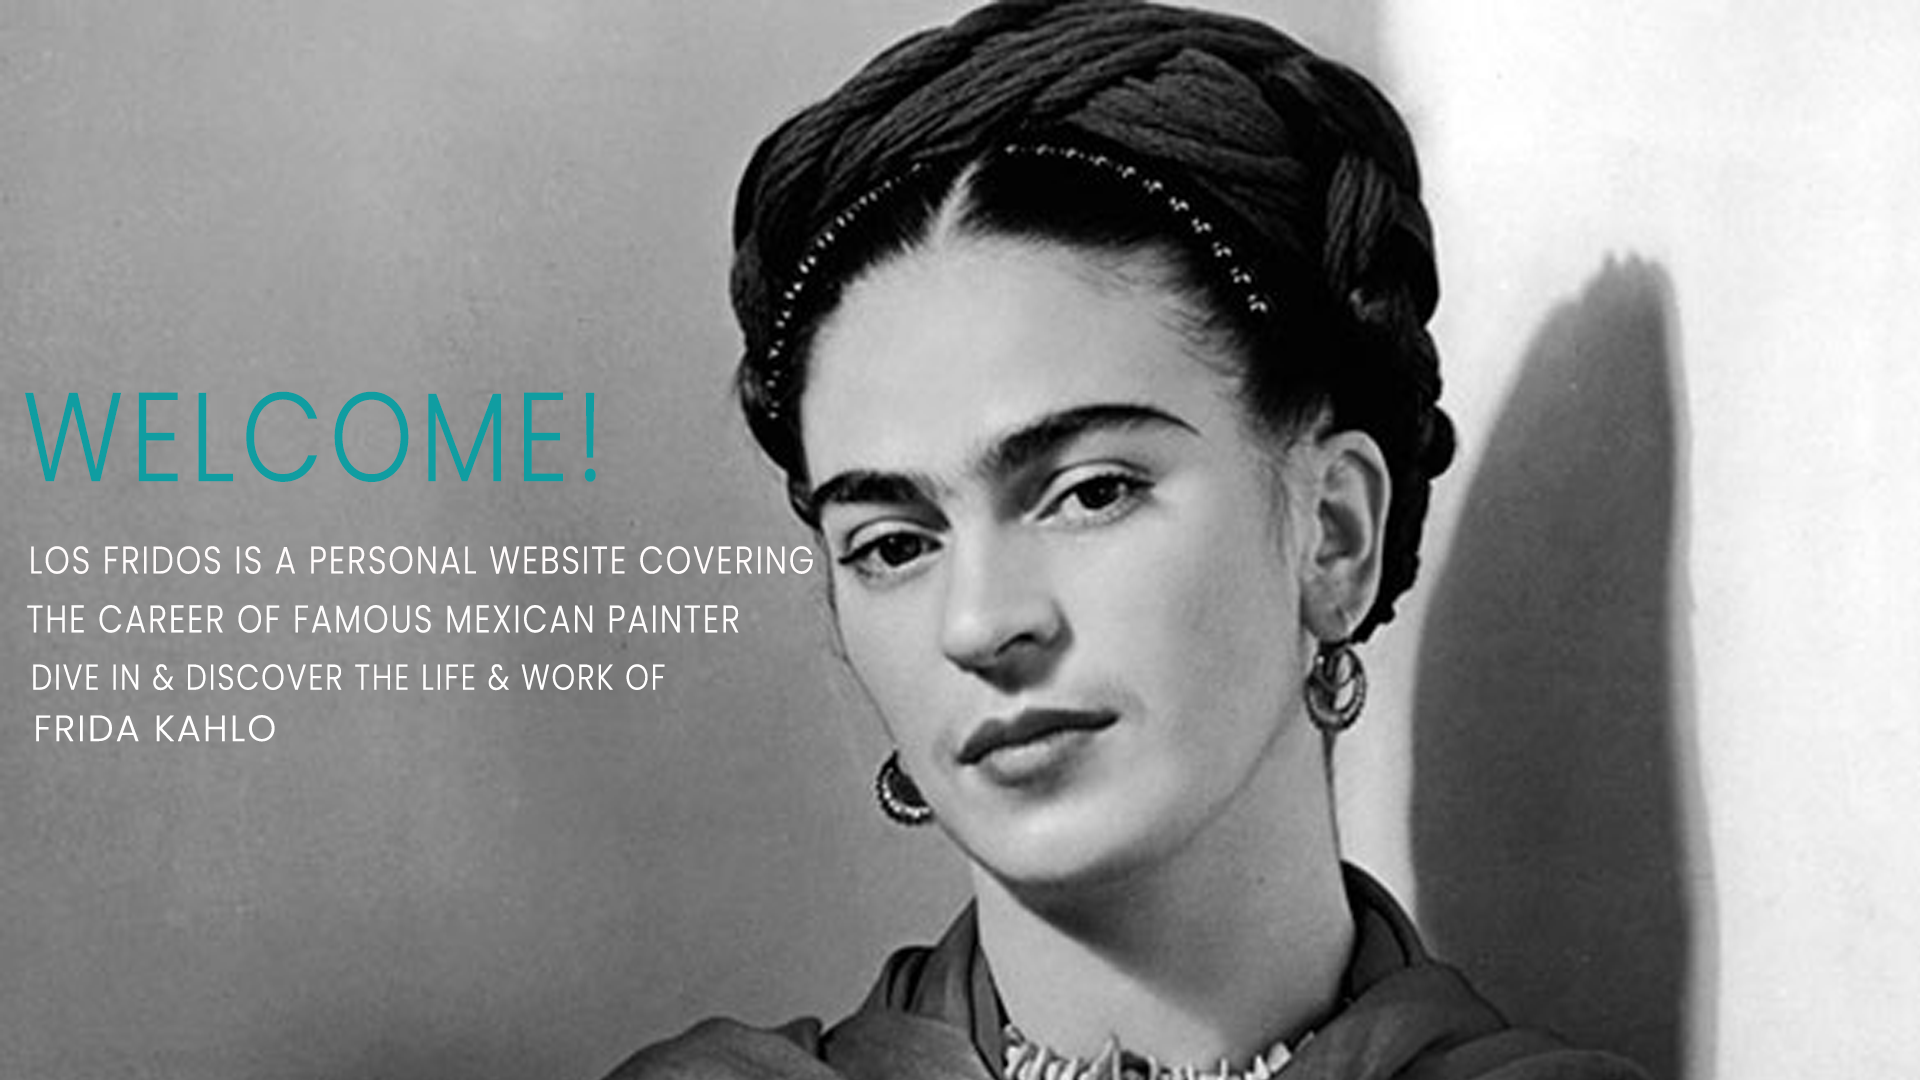 WELCOME!
LOS FRIDOS IS A PERSONAL WEBSITE COVERING
THE CAREER OF FAMOUS MEXICAN PAINTER
DIVE IN & DISCOVER THE LIFE & WORK OF
FRIDA KAHLO